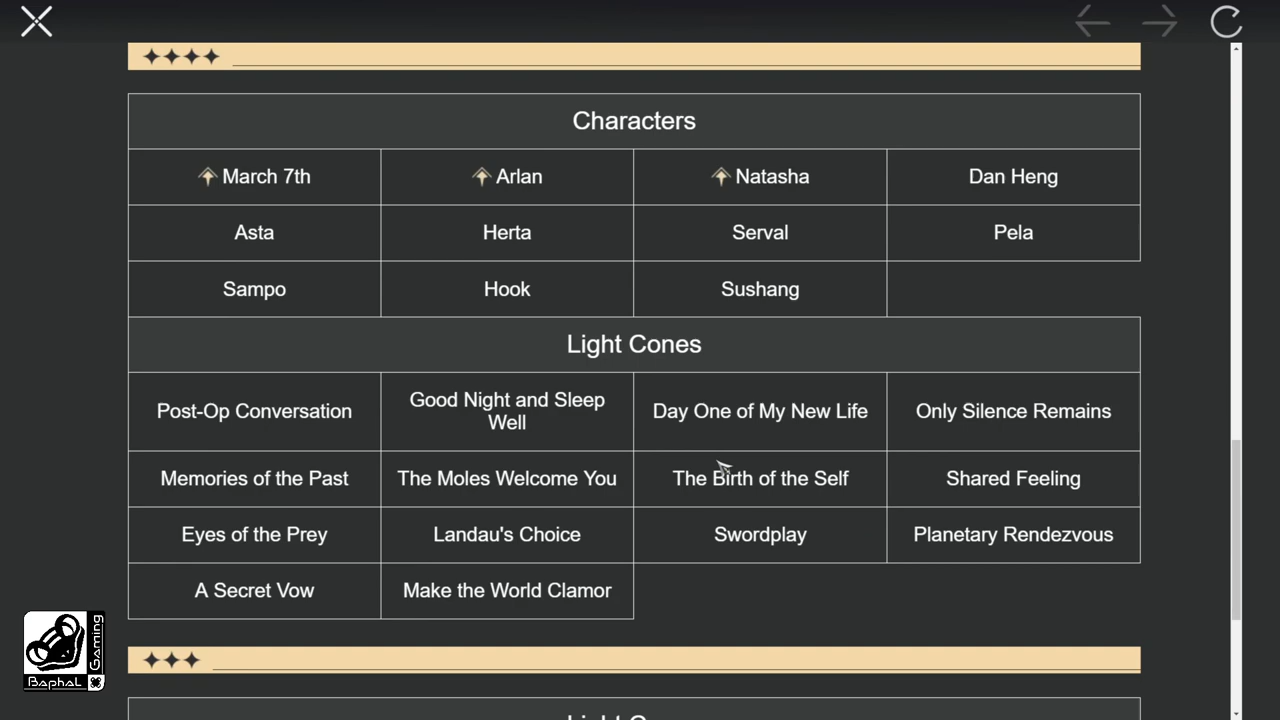 Characters
March 7th
Arlan
Natasha
Dan Heng
Asta
Herta
Serval
Pela
Sampo
Hook
Sushang
Light Cones
Post-Op Conversation
Good Night and Sleep
Well
Day One of My New Life
Only Silence Remains
Memories of the Past
The Moles Welcome You
The Birth of the Self
Shared Feeling
Eyes of the Prey
Landau's Choice
Swordplay
Planetary Rendezvous
A Secret Vow
Make the World Clamor
BaphaL
Gaming